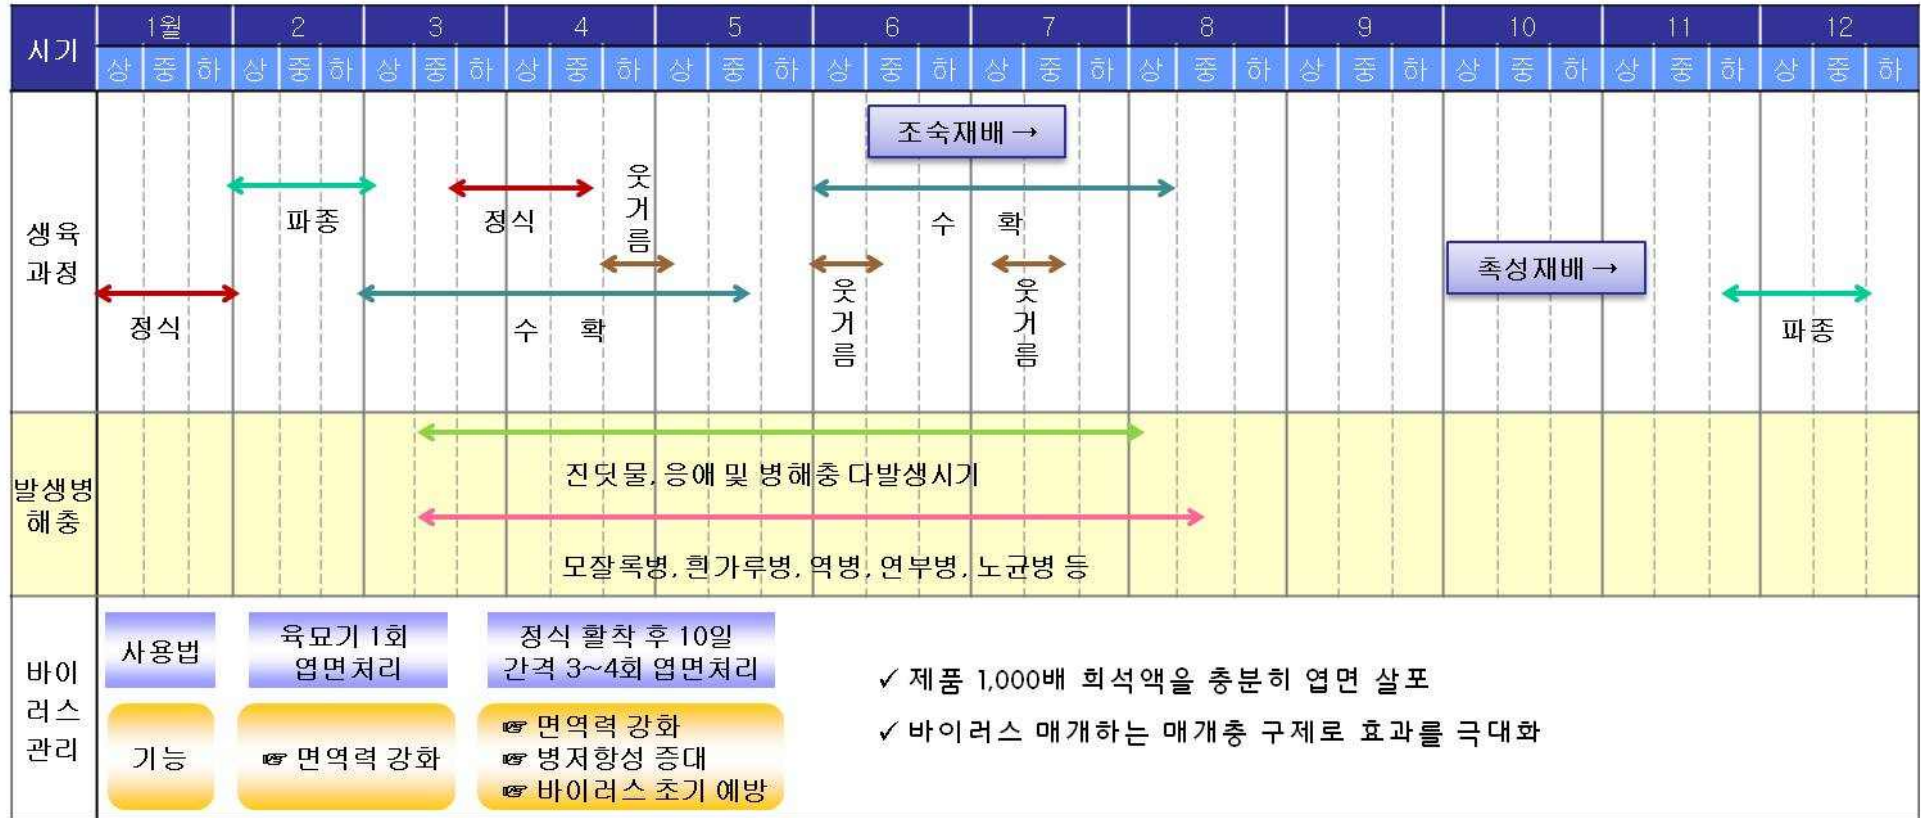 시기
1월 2 3 4 5 6 7 8 9 10 11 12
상 중 하 상 중 하 상 중 하 상 중 하 상 중 하 상 중 하 상 중 하 상 중 하 상 중 하 상 중 하 상 중 하 상 중 하
생육
과정
조숙재배 →
파종
정식
웃거름
수 확
촉성재배 →
정식
수 확
웃거름
웃거름
파종
발생병
해충
진딧물, 응애 및 병해충 다발생시기
모잘록병, 흰가루병, 역병, 연부병, 노균병 등
바이
러스
관리
사용법
육묘기 1회
엽면처리
정식 활착 후 10일
간격 3~4회 엽면처리
기능
☞ 면역력 강화
☞ 면역력 강화
☞ 병저항성 증대
☞ 바이러스 초기 예방
✓ 제품 1,000배 희석액을 충분히 엽면 살포
✓ 바이러스 매개하는 매개충 구제로 효과를 극대화